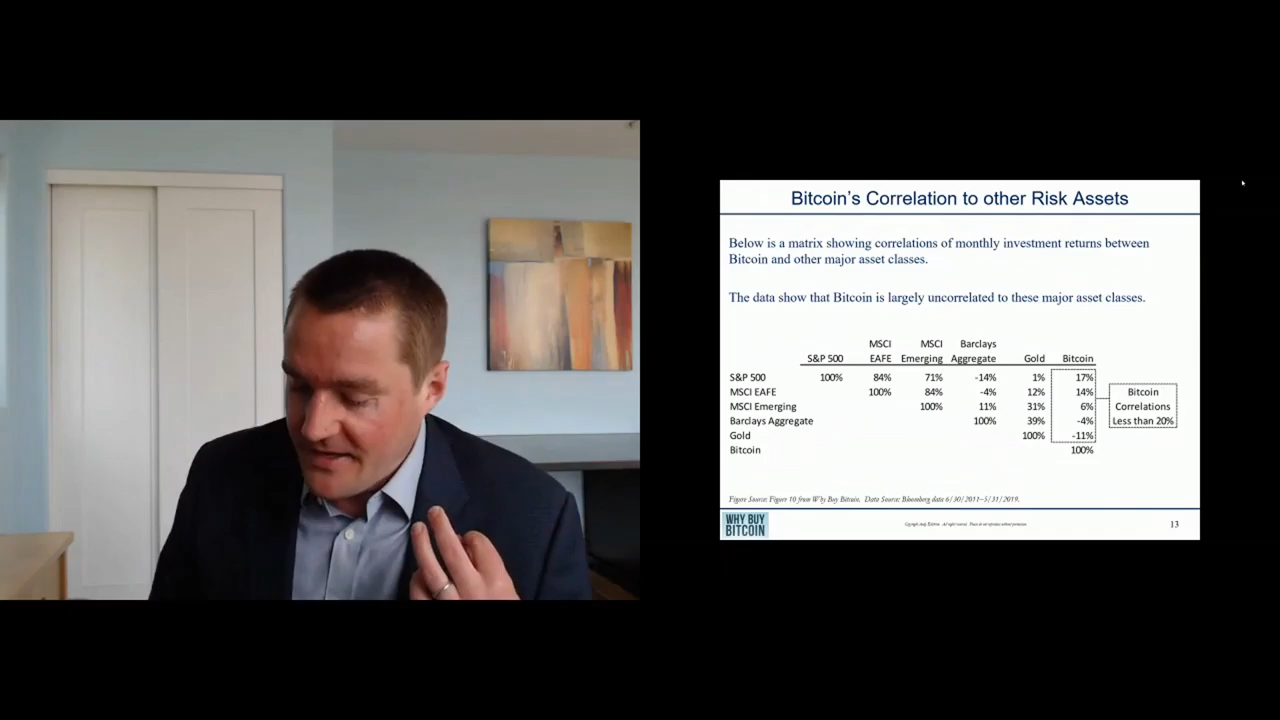 Bitcoin's Correlation to other Risk Assets
Below is a matrix showing correlations of monthly investment returns between
Bitcoin and other major asset classes.
The data show that Bitcoin is largely uncorrelated to these major asset classes.
MSCI MSCI Barclays
S&P 500 EAFE Emerging Aggregate Gold Bitcoin
S&P 500 100% 84% 71% -14% 1% 17%
MSCI EAFE 100% 84% -4% 12% 14% Bitcoin
MSCI Emerging 100% 11% 31% 6% Correlations
Barclays Aggregate 100% 39% -4% Less than 20%
Gold 100% -11%
Bitcoin 100%
Figure Source: Figure 10 from Why Buy Bitcoin. Data Source: Bloomberg data 6/30/2011–5/31/2019.
WHY BUY
BITCOIN
13